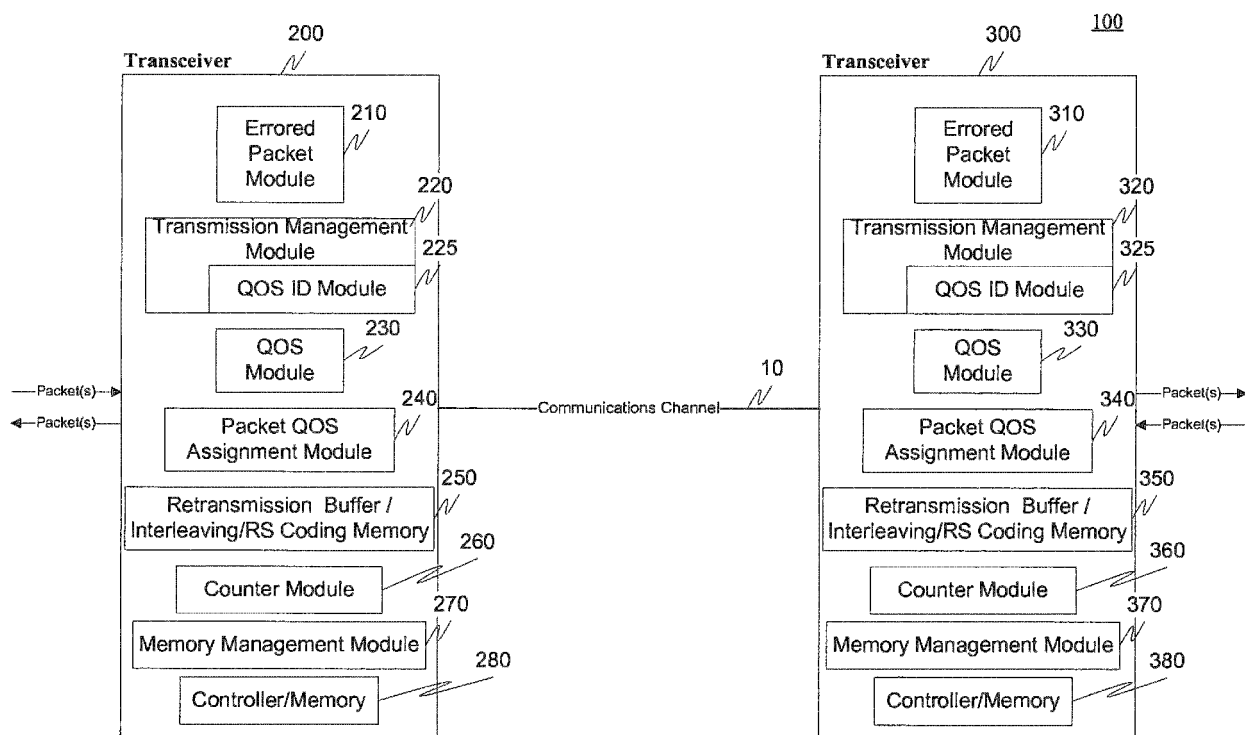 100
200
Transceiver
210
Errored
Packet
Module
220
Transmission Management
Module
225
QOS ID Module
230
QOS
Module
Packet(s)
Packet(s)
240
Packet QOS
Assignment Module
250
Retransmission Buffer /
Interleaving/RS Coding Memory
260
Counter Module
270
Memory Management Module
280
Controller/Memory
10
Communications Channel
300
Transceiver
310
Errored
Packet Module
Module
320
Transmission Management
Module
325
QOS ID Module
330
QOS
Module
Packet(s)
Packet(s)
340
Packet QOS
Assignment Module
350
Retransmission Buffer /
Interleaving/RS Coding Memory
360
Counter Module
370
Memory Management Module
380
Controller/Memory